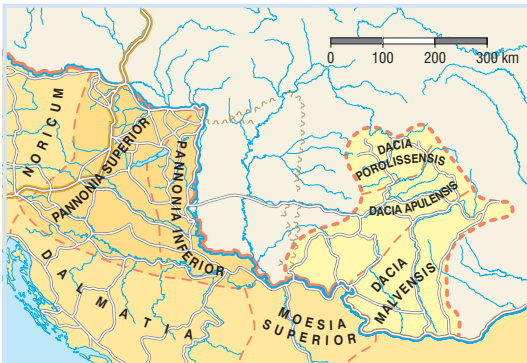 0 100 200 300 km
NORICUM
PANNONIA SUPERIOR
PANNONIA INFERIOR
DACIA
POROLISSENSIS
DACIA APULENSIS
DACIA
MALVENSIS
DALMATIA
MOESIA
SUPERIOR